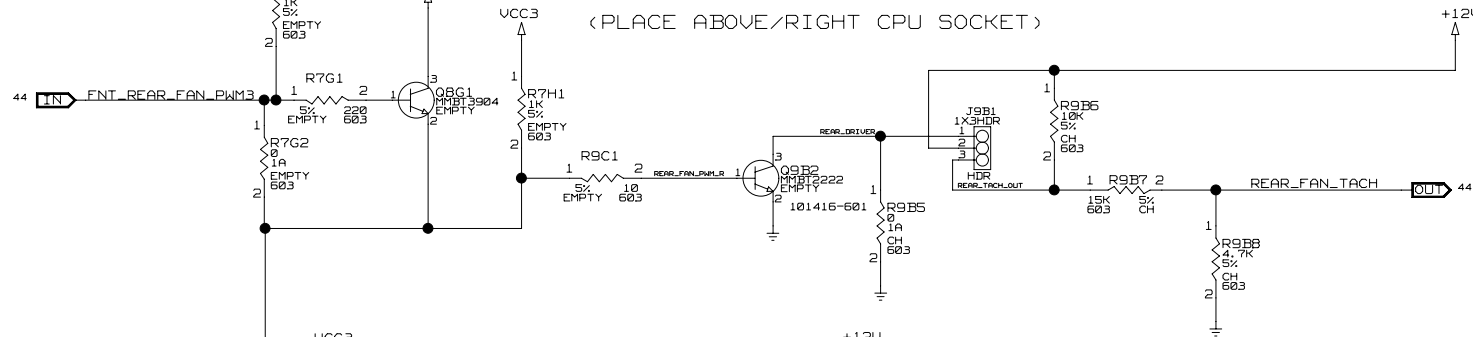 1K
5%
EMPTY
603
2
VCC3
(PLACE ABOVE/RIGHT CPU SOCKET)
44
IN
FNT_REAR_FAN_PWM3
R7G1
1
2
5%
EMPTY
220
603
3
1
Q8G1
MMBT3904
EMPTY
2
1
R7G2
0
1A
EMPTY
603
2
1
R7H1
1K
5%
EMPTY
603
2
R9C1
1
2
5%
EMPTY
10
603
REAR_FAN_PWM_R
3
1
Q9B2
MMBT2222
EMPTY
2
101416-601
REAR_DRIVER
1
R9B5
0
1A
CH
603
2
J9B1
1X3HDR
1
2
3
HDR
REAR_TACH_OUT
1
R9B6
10K
5%
CH
603
2
R9B7
1
2
15K
603
5%
CH
REAR_FAN_TACH
OUT
44
1
R9B8
4.7K
5%
CH
603
2